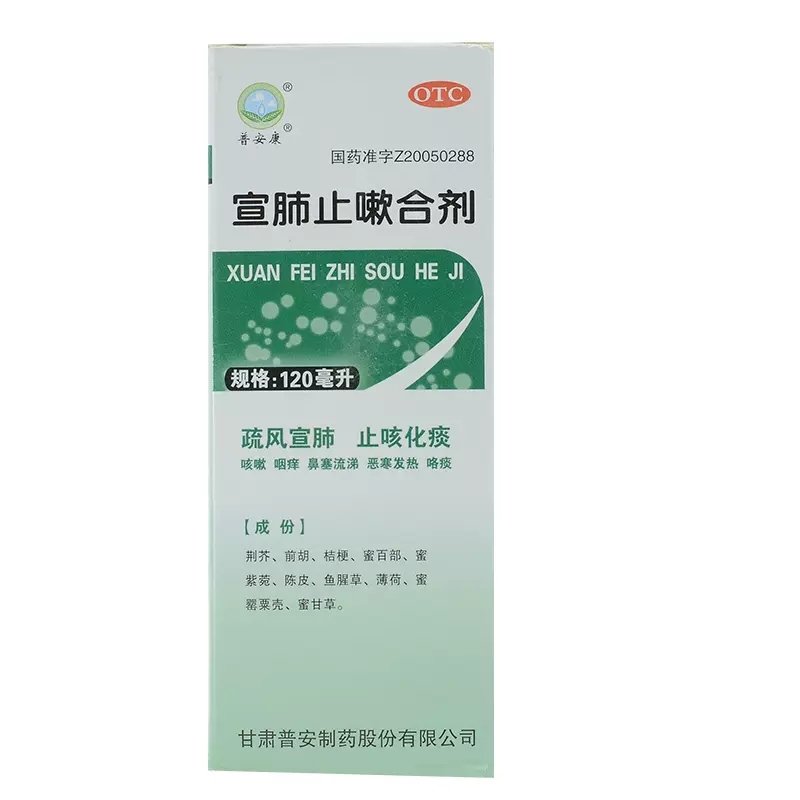 OTC
®
普安康®
国药准字Z20050288
宣肺止嗽合剂
XUAN FEI ZHI SOU HE JI
规格:120毫升
疏风宣肺 止咳化痰
咳嗽 咽痒 鼻塞流涕 恶寒发热 咯痰
【成 份】
荆芥、前胡、桔梗、蜜百部、蜜
紫菀、陈皮、鱼腥草、薄荷、蜜
罂粟壳、蜜甘草。
甘肃普安制药股份有限公司